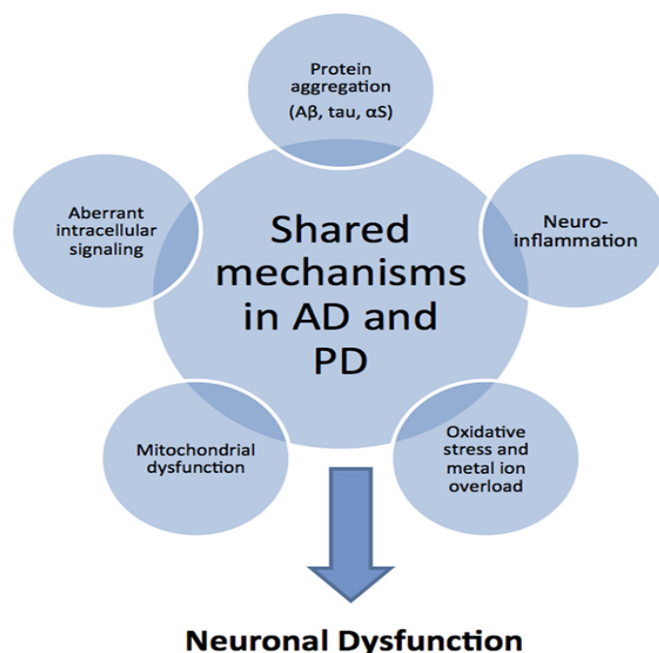 Protein
aggregation
(Aβ, tau, αS)
Aberrant
intracellular
signaling
Neuro-
inflammation
Shared
mechanisms
in AD and
PD
Mitochondrial
dysfunction
Oxidative
stress and
metal ion
overload
Neuronal Dysfunction